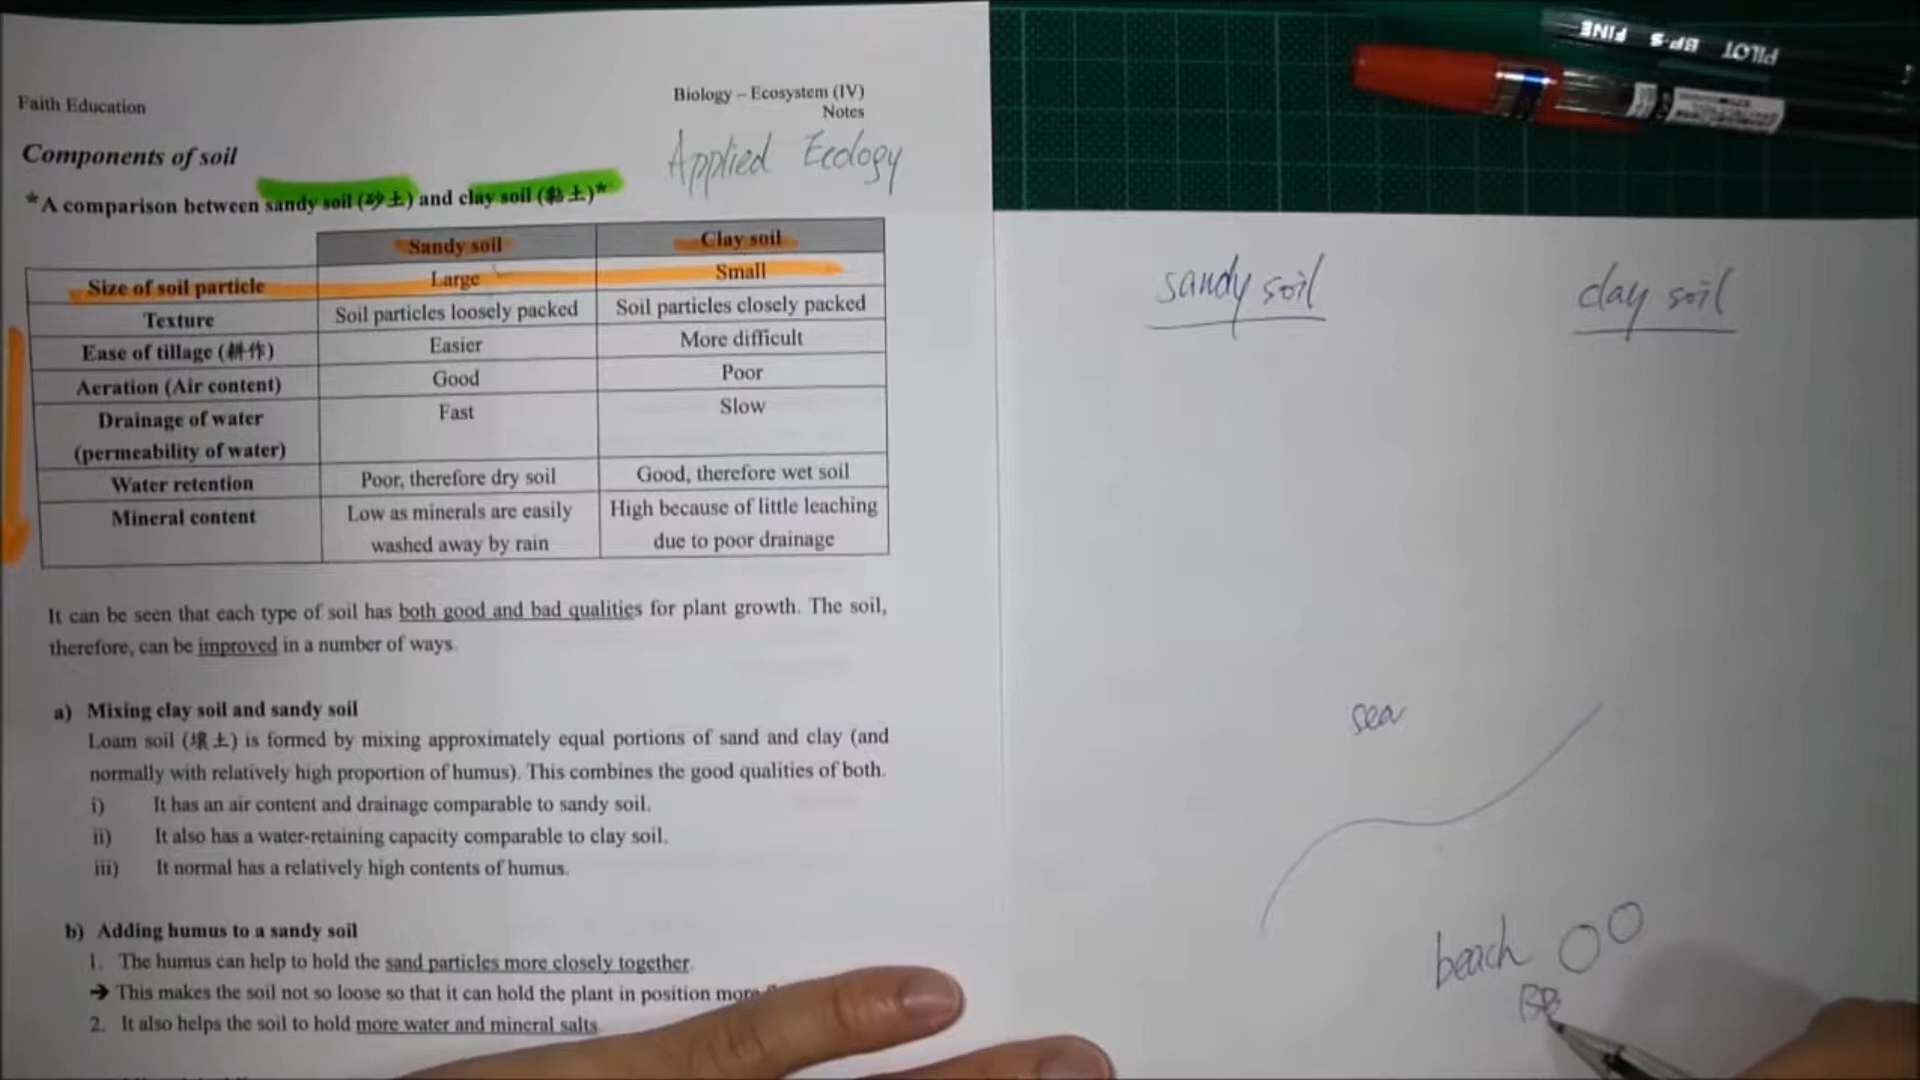 Faith Education
Biology – Ecosystem (IV)
Notes
Applied Ecology
Components of soil
*A comparison between sandy soil (砂土) and clay soil (黏土)*
Sandy soil Clay soil
Size of soil particle Large Small
Texture Soil particles loosely packed Soil particles closely packed
Ease of tillage (耕作) Easier More difficult
Aeration (Air content) Good Poor
Drainage of water Fast Slow
(permeability of water)
Water retention Poor, therefore dry soil Good, therefore wet soil
Mineral content Low as minerals are easily High because of little leaching
washed away by rain due to poor drainage
It can be seen that each type of soil has both good and bad qualities for plant growth. The soil,
therefore, can be improved in a number of ways.
a) Mixing clay soil and sandy soil
Loam soil (壤土) is formed by mixing approximately equal portions of sand and clay (and
normally with relatively high proportion of humus). This combines the good qualities of both.
i) It has an air content and drainage comparable to sandy soil.
ii) It also has a water-retaining capacity comparable to clay soil.
iii) It normal has a relatively high contents of humus.
b) Adding humus to a sandy soil
1. The humus can help to hold the sand particles more closely together.
➔ This makes the soil not so loose so that it can hold the plant in position more
2. It also helps the soil to hold more water and mineral salts.
sandy soil
clay soil
sea
beach
PILOT BP-S FINE